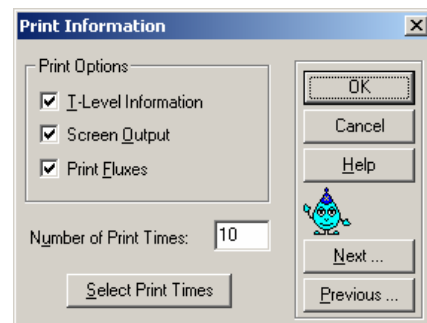 Print Information
Print Options
T-Level Information
Screen Output
Print Fluxes
Number of Print Times: 10
Select Print Times
OK
Cancel
Help
Next ...
Previous ...